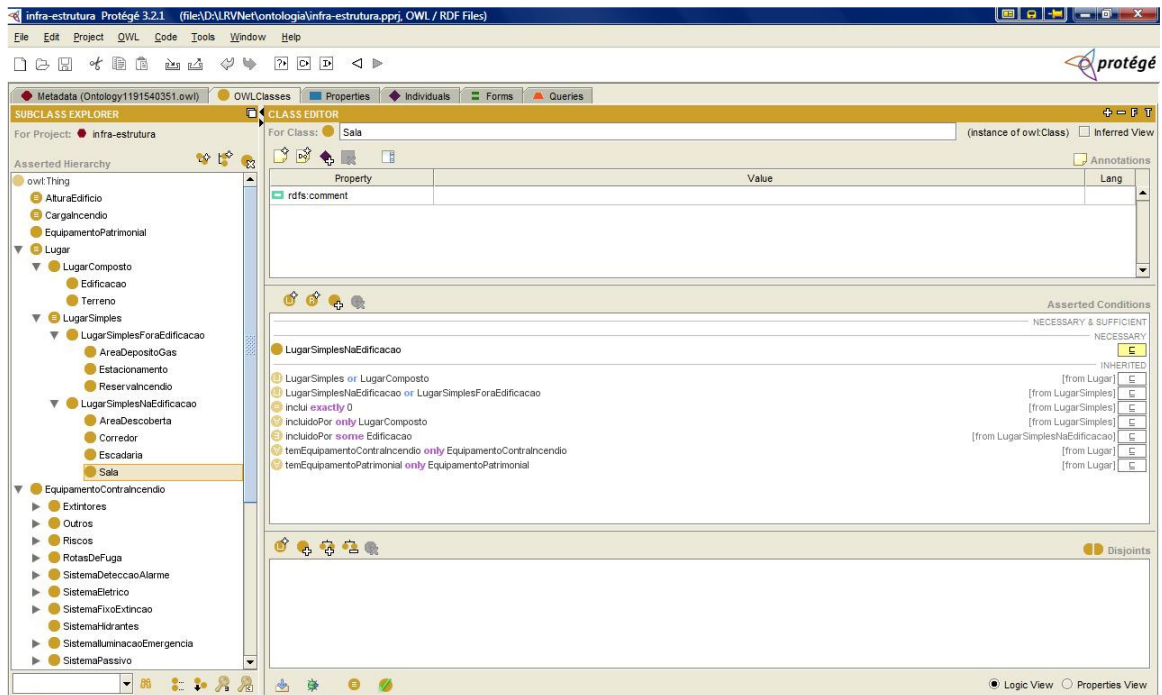 infra-estrutura Protégé 3.2.1 (file:\D:\LRVNet\ontologia\infra-estrutura.pprj, OWL / RDF Files)
File Edit Project OWL Code Tools Window Help
protégé
Metadata (Ontology1191540351.owl) OWLClasses Properties Individuals Forms Queries
SUBCLASS EXPLORER
For Project: infra-estrutura
Asserted Hierarchy
owl:Thing
AlturaEdificio
CargaIncendio
EquipamentoPatrimonial
Lugar
LugarComposto
Edificacao
Terreno
LugarSimples
LugarSimplesForaEdificacao
AreaDepositoGas
Estacionamento
ReservaIncendio
LugarSimplesNaEdificacao
AreaDescoberta
Corredor
Escadaria
Sala
EquipamentoContraIncendio
Extintores
Outros
Riscos
RotasDeFuga
SistemaDeteccaoAlarme
SistemaEletrico
SistemaFixoExtincao
SistemaHidrantes
SistemaIluminacaoEmergencia
SistemaPassivo
CLASS EDITOR
For Class: Sala (instance of owl:Class) Inferred View
Annotations
Property Value Lang
rdfs:comment
Asserted Conditions
NECESSARY & SUFFICIENT
NECESSARY
LugarSimplesNaEdificacao
INHERITED
LugarSimples or LugarComposto [from Lugar]
LugarSimplesNaEdificacao or LugarSimplesForaEdificacao [from LugarSimples]
inclui exactly 0 [from LugarSimples]
incluidoPor only LugarComposto [from LugarSimples]
incluidoPor some Edificacao [from LugarSimplesNaEdificacao]
temEquipamentoContraIncendio only EquipamentoContraIncendio [from Lugar]
temEquipamentoPatrimonial only EquipamentoPatrimonial [from Lugar]
Disjoints
Logic View Properties View